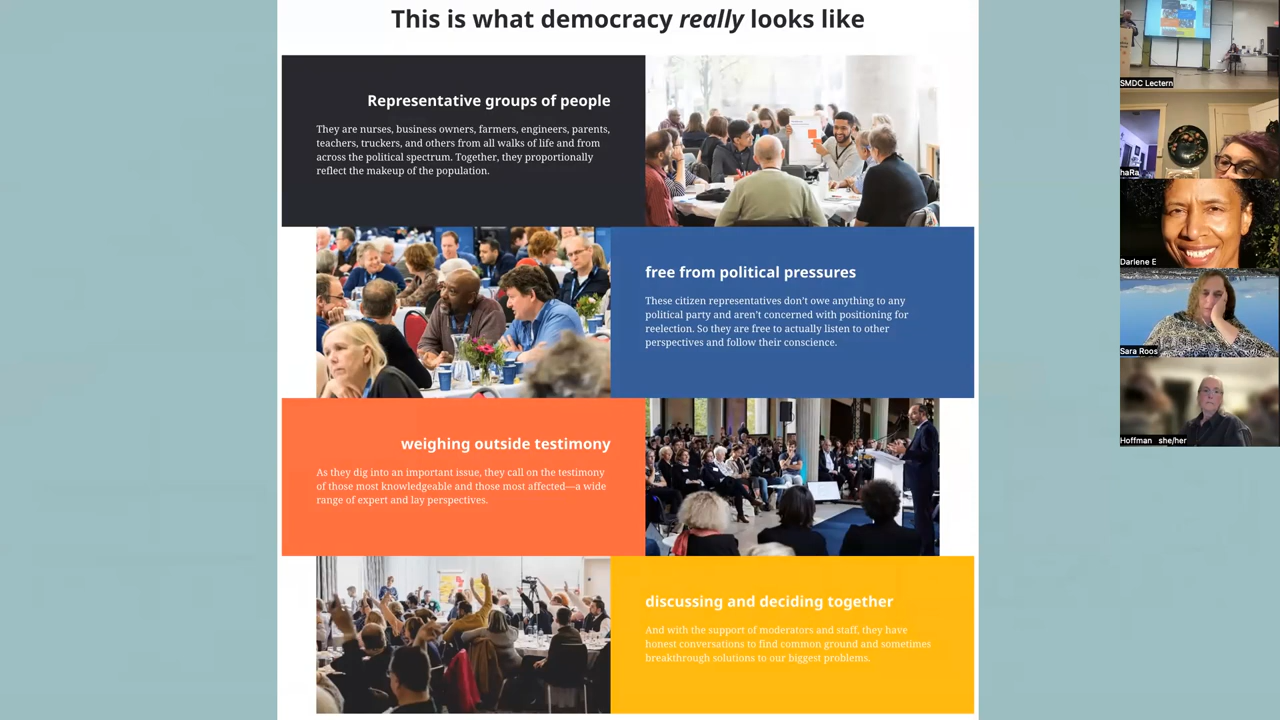 This is what democracy really looks like
Representative groups of people
They are nurses, business owners, farmers, engineers, parents,
teachers, truckers, and others from all walks of life and from
across the political spectrum. Together, they proportionally
reflect the makeup of the population.
free from political pressures
These citizen representatives don't owe anything to any
political party and aren't concerned with positioning for
reelection. So they are free to actually listen to other
perspectives and follow their conscience.
weighing outside testimony
As they dig into an important issue, they call on the testimony
of those most knowledgeable and those most affected—a wide
range of expert and lay perspectives.
discussing and deciding together
And with the support of moderators and staff, they have
honest conversations to find common ground and sometimes
breakthrough solutions to our biggest problems.
SMDC Lectern
haRa
Darlene E
Sara Roos
Hoffman she/her